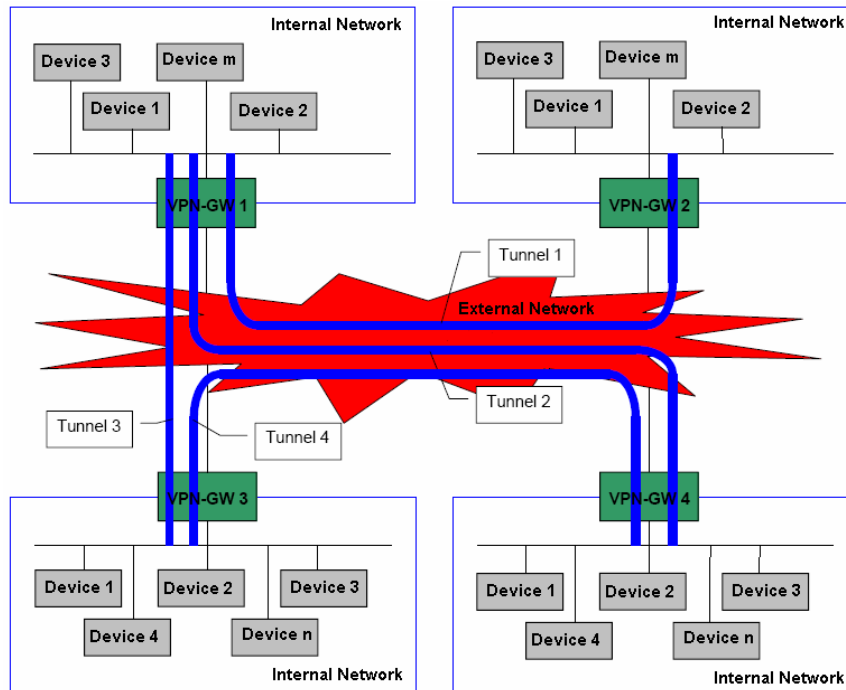 Internal Network
Device 3
Device m
Device 1
Device 2
VPN-GW 1
Internal Network
Device 3
Device m
Device 1
Device 2
VPN-GW 2
Tunnel 1
External Network
Tunnel 2
Tunnel 3
Tunnel 4
VPN-GW 3
Device 1
Device 2
Device 3
Device 4
Device n
Internal Network
VPN-GW 4
Device 1
Device 2
Device 3
Device 4
Device n
Internal Network